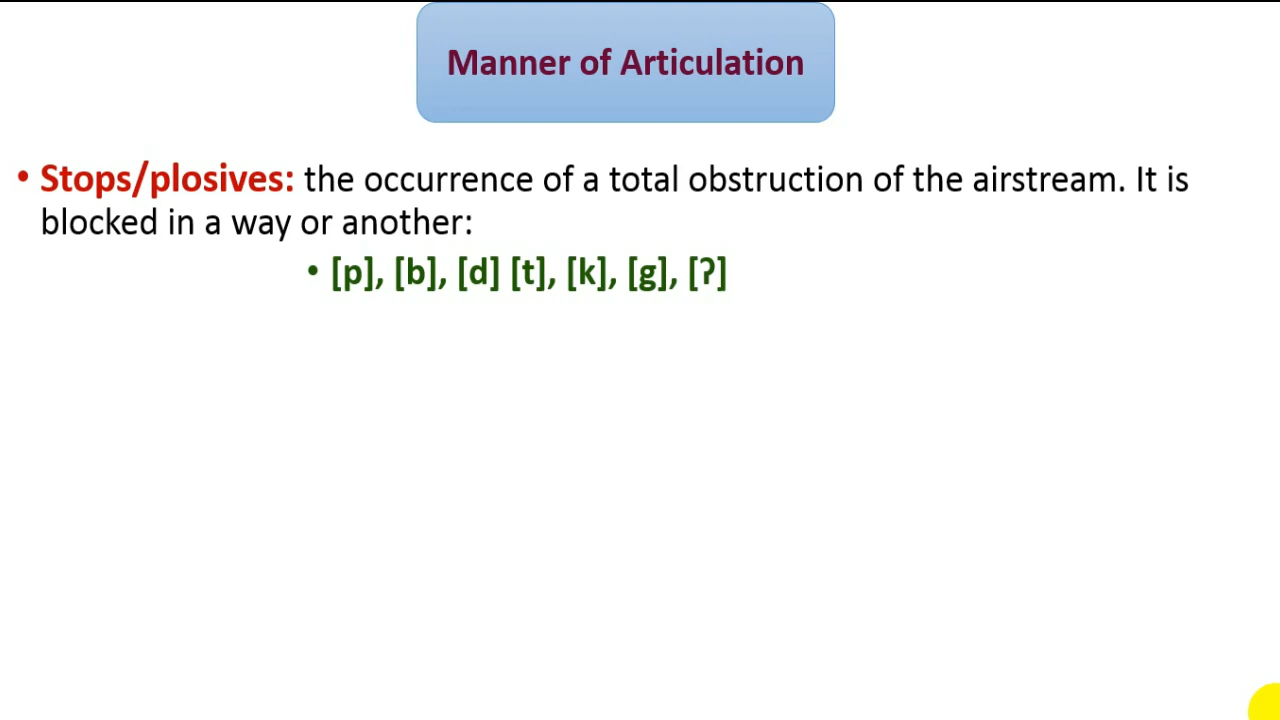 Manner of Articulation
• Stops/plosives: the occurrence of a total obstruction of the airstream. It is
blocked in a way or another:
• [p], [b], [d] [t], [k], [g], [ʔ]